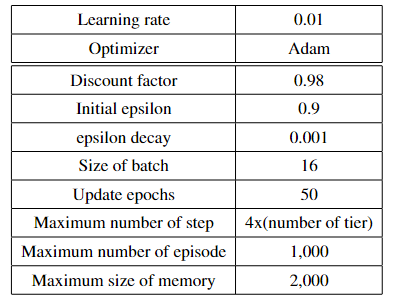 Learning rate 0.01
Optimizer Adam
Discount factor 0.98
Initial epsilon 0.9
epsilon decay 0.001
Size of batch 16
Update epochs 50
Maximum number of step 4x(number of tier)
Maximum number of episode 1,000
Maximum size of memory 2,000